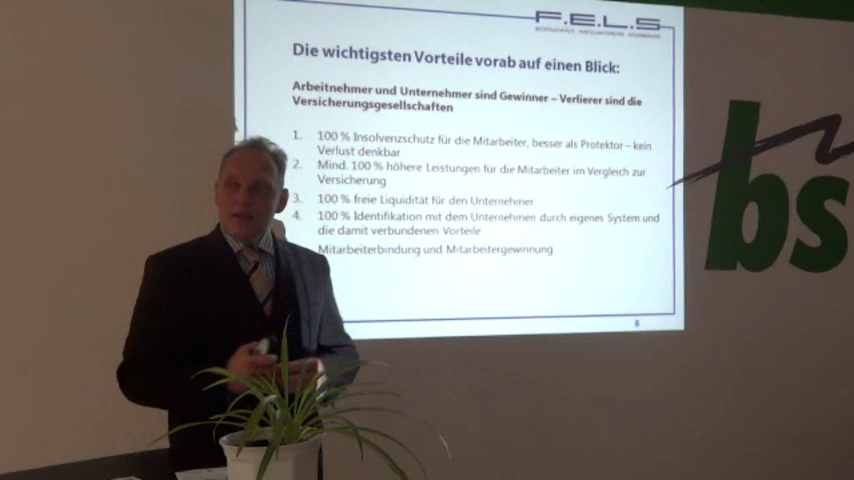 F.E.L.S
Die wichtigsten Vorteile vorab auf einen Blick:
Arbeitnehmer und Unternehmer sind Gewinner – Verlierer sind die
Versicherungsgesellschaften
1. 100 % Insolvenzschutz für die Mitarbeiter, besser als Protektor – kein
Verlust denkbar
2. Mind. 100 % höhere Leistungen für die Mitarbeiter im Vergleich zur
Versicherung
3. 100 % freie Liquidität für den Unternehmer
4. 100 % Identifikation mit dem Unternehmen durch eigenes System und
die damit verbundenen Vorteile
Mitarbeiterbindung und Mitarbeitergewinnung
6
bs